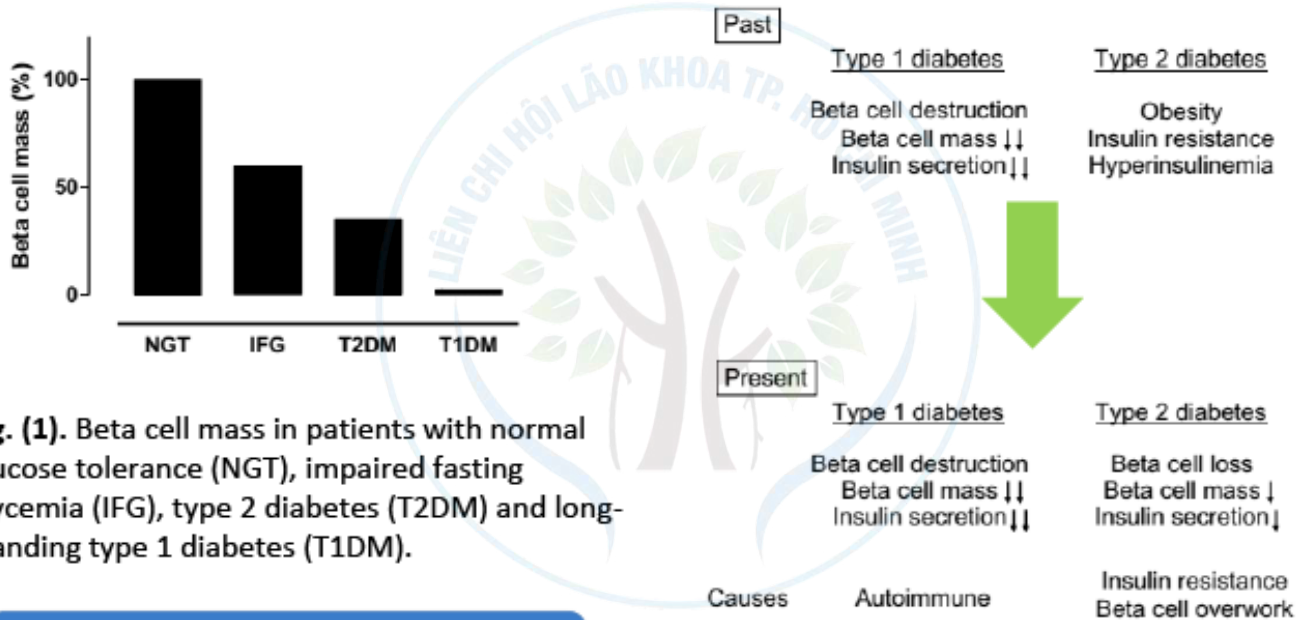 Beta cell mass (%)
100
50
0
NGT IFG T2DM T1DM
g. (1). Beta cell mass in patients with normal
ucose tolerance (NGT), impaired fasting
ycemia (IFG), type 2 diabetes (T2DM) and long-
anding type 1 diabetes (T1DM).
Past
Type 1 diabetes
Beta cell destruction
Beta cell mass ↓↓
Insulin secretion↓↓
Type 2 diabetes
Obesity
Insulin resistance
Hyperinsulinemia
Present
Type 1 diabetes
Beta cell destruction
Beta cell mass ↓↓
Insulin secretion↓↓
Type 2 diabetes
Beta cell loss
Beta cell mass ↓
Insulin secretion↓
Causes
Autoimmune
Insulin resistance
Beta cell overwork
LIÊN CHI HỘI LÃO KHOA TP. HỒ CHÍ MINH